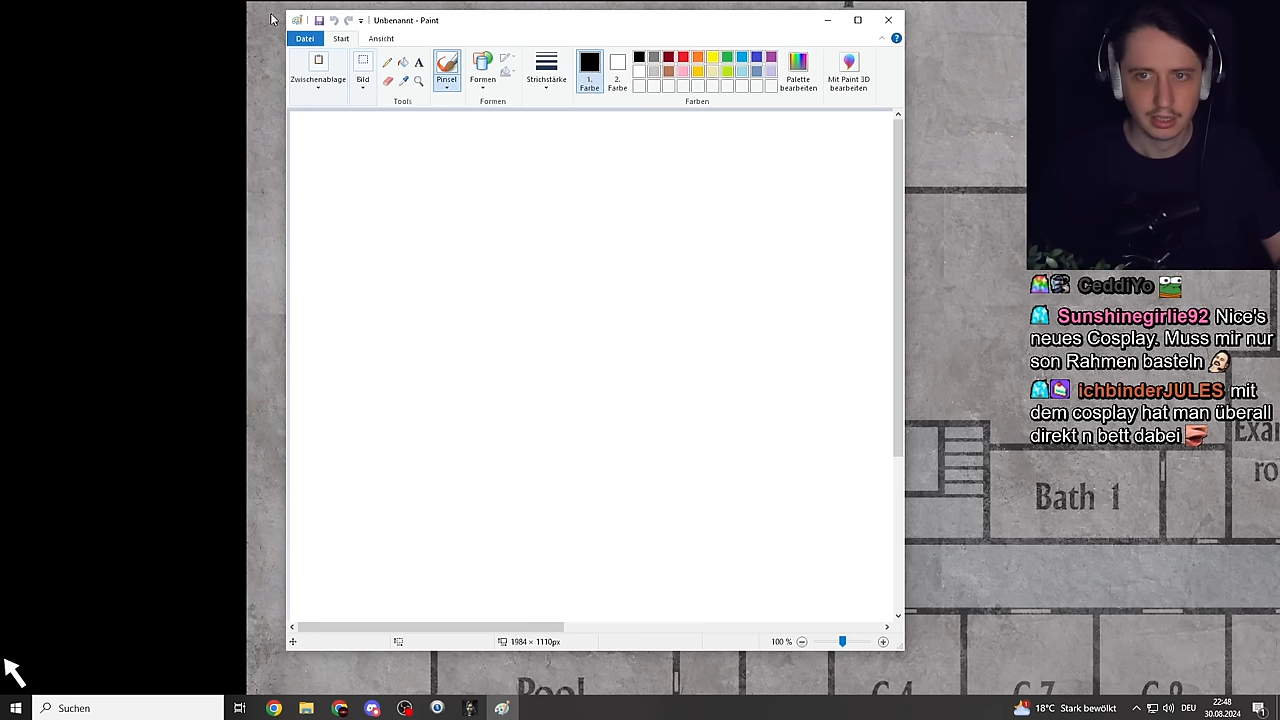 Unbenannt - Paint
Datei Start Ansicht
Zwischenablage Bild Pinsel Formen Strichstärke 1. Farbe 2. Farbe Palette bearbeiten Mit Paint 3D bearbeiten
Tools Formen Farben
CeddiYo
Sunshinegirlie92 Nice's
neues Cosplay. Muss mir nur
son Rahmen basteln
ichbinderJULES mit
dem cosplay hat man überall
direkt n bett dabei
Bath 1
1984 × 1110px 100 %
Pool
Suchen
18°C Stark bewölkt DEU 22:48
30.08.2024